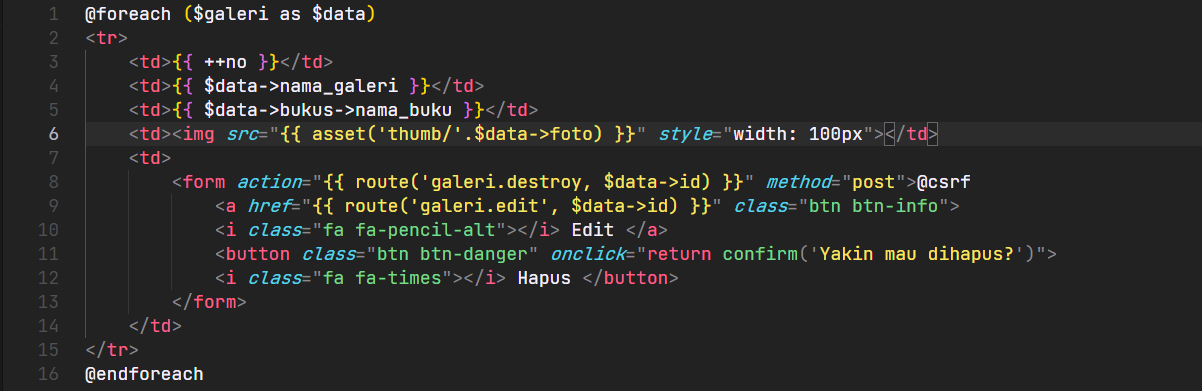 1 @foreach ($galeri as $data)
2 <tr>
3 <td>{{ ++no }}</td>
4 <td>{{ $data->nama_galeri }}</td>
5 <td>{{ $data->bukus->nama_buku }}</td>
6 <td><img src="{{ asset('thumb/'.$data->foto) }}" style="width: 100px"></td>
7 <td>
8 <form action="{{ route('galeri.destroy, $data->id) }}" method="post">@csrf
9 <a href="{{ route('galeri.edit', $data->id) }}" class="btn btn-info">
10 <i class="fa fa-pencil-alt"></i> Edit </a>
11 <button class="btn btn-danger" onclick="return confirm('Yakin mau dihapus?')">
12 <i class="fa fa-times"></i> Hapus </button>
13 </form>
14 </td>
15 </tr>
16 @endforeach